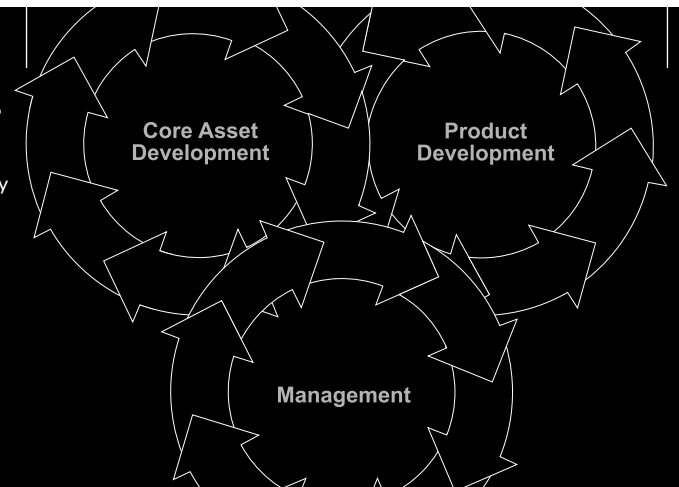 Core Asset
Development
Product
Development
y
Management